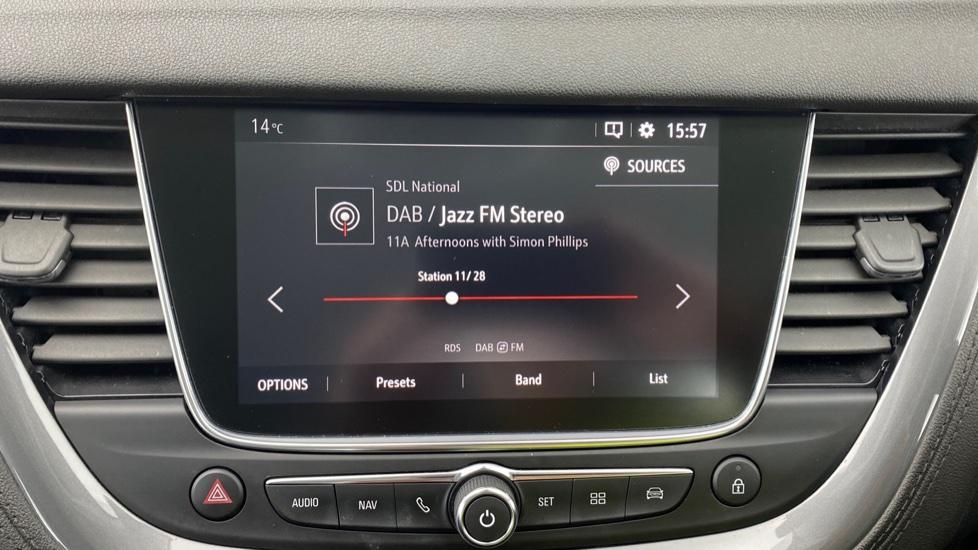 14°C
15:57
SOURCES
SDL National
DAB / Jazz FM Stereo
11A Afternoons with Simon Phillips
Station 11/ 28
RDS DAB FM
OPTIONS Presets Band List
AUDIO NAV SET